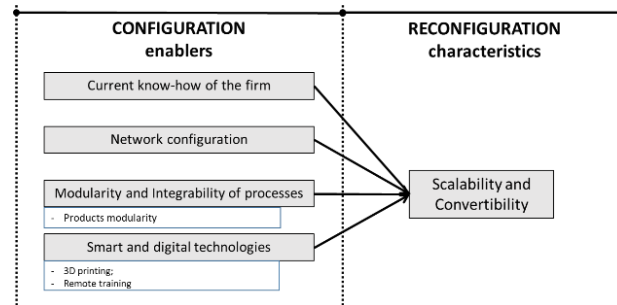 CONFIGURATION
enablers
RECONFIGURATION
characteristics
Current know-how of the firm
Network configuration
Modularity and Integrability of processes
- Products modularity
Smart and digital technologies
- 3D printing;
- Remote training
Scalability and
Convertibility